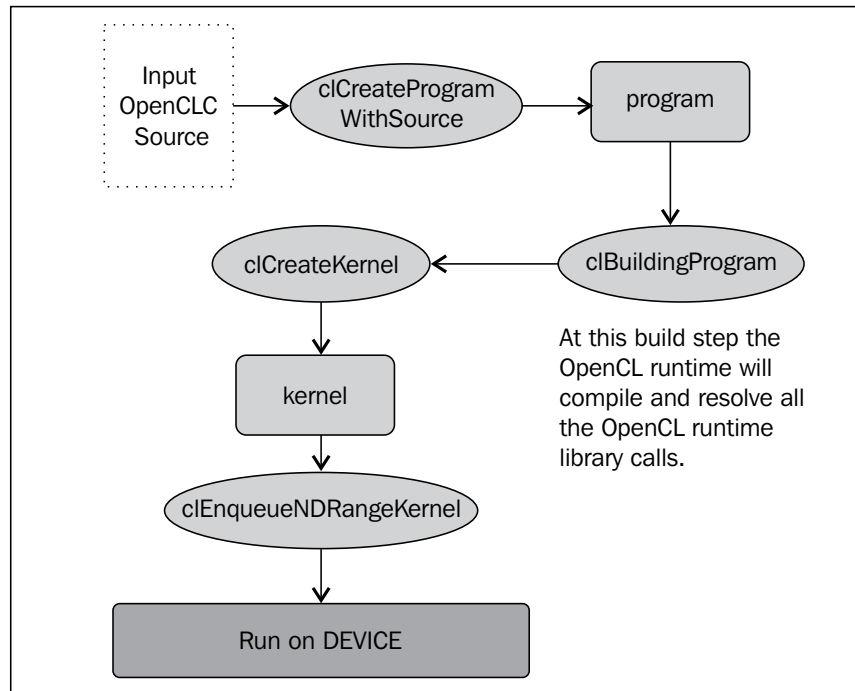 Input
OpenCLC
Source
clCreateProgram
WithSource
program
clCreateKernel
clBuildingProgram
At this build step the
OpenCL runtime will
compile and resolve all
the OpenCL runtime
library calls.
kernel
clEnqueueNDRangeKernel
Run on DEVICE